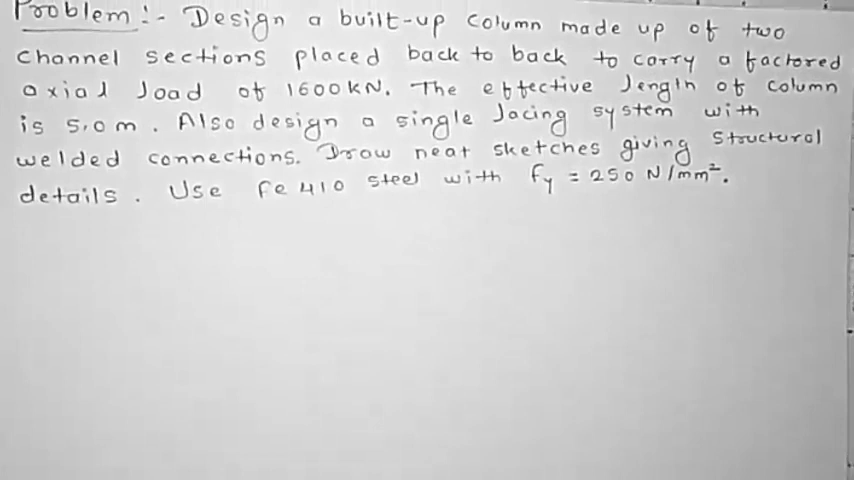 Problem :- Design a built-up column made up of two
channel sections placed back to back to carry a factored
axial load of 1600 KN. The effective length of column
is 5.0 m. Also design a single lacing system with
welded connections. Draw neat sketches giving structural
details. Use Fe 410 steel with fy = 250 N/mm².